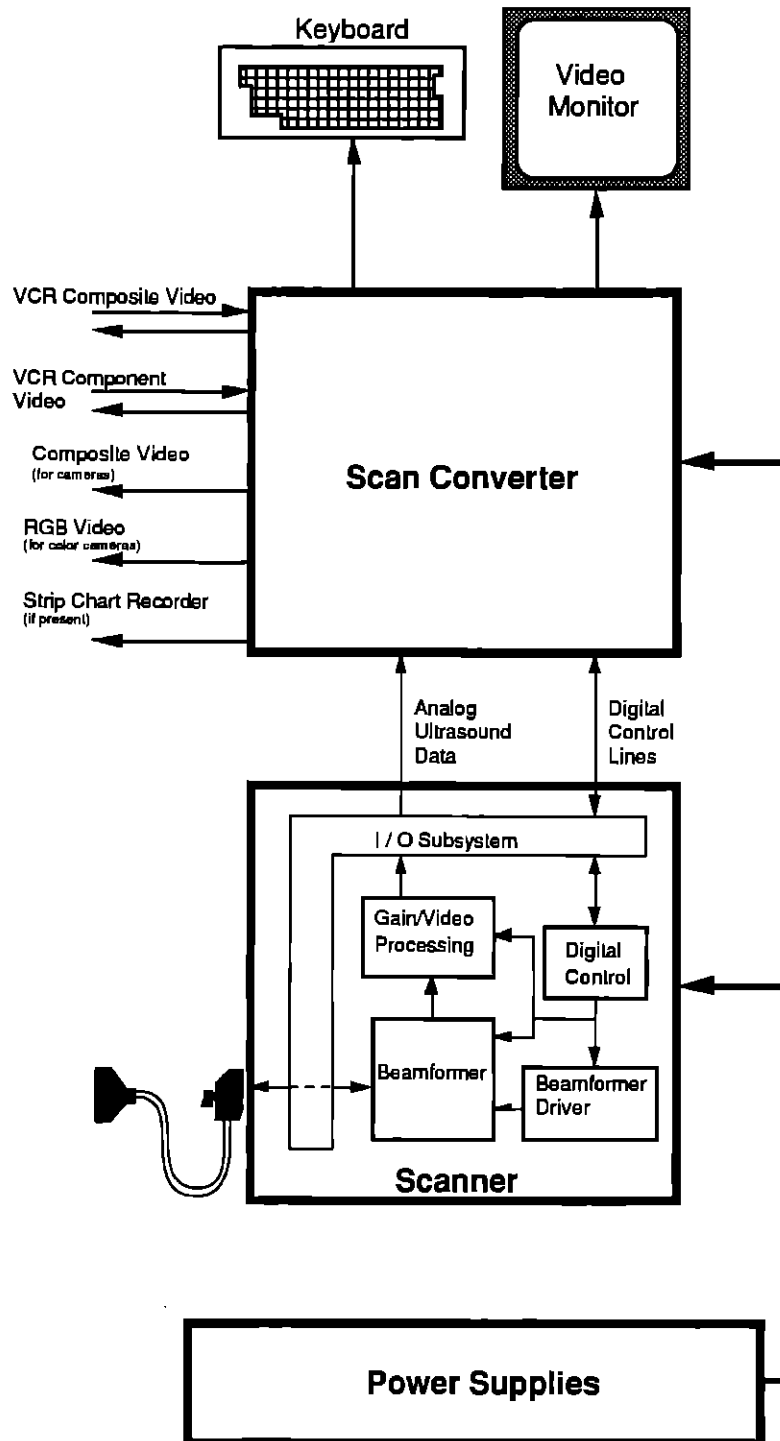 Keyboard
Video
Monitor
VCR Composite Video
VCR Component
Video
Composite Video
(for cameras)
RGB Video
(for color cameras)
Strip Chart Recorder
(if present)
Scan Converter
Analog
Ultrasound
Data
Digital
Control
Lines
I / O Subsystem
Gain/Video
Processing
Digital
Control
Beamformer
Beamformer
Driver
Scanner
Power Supplies